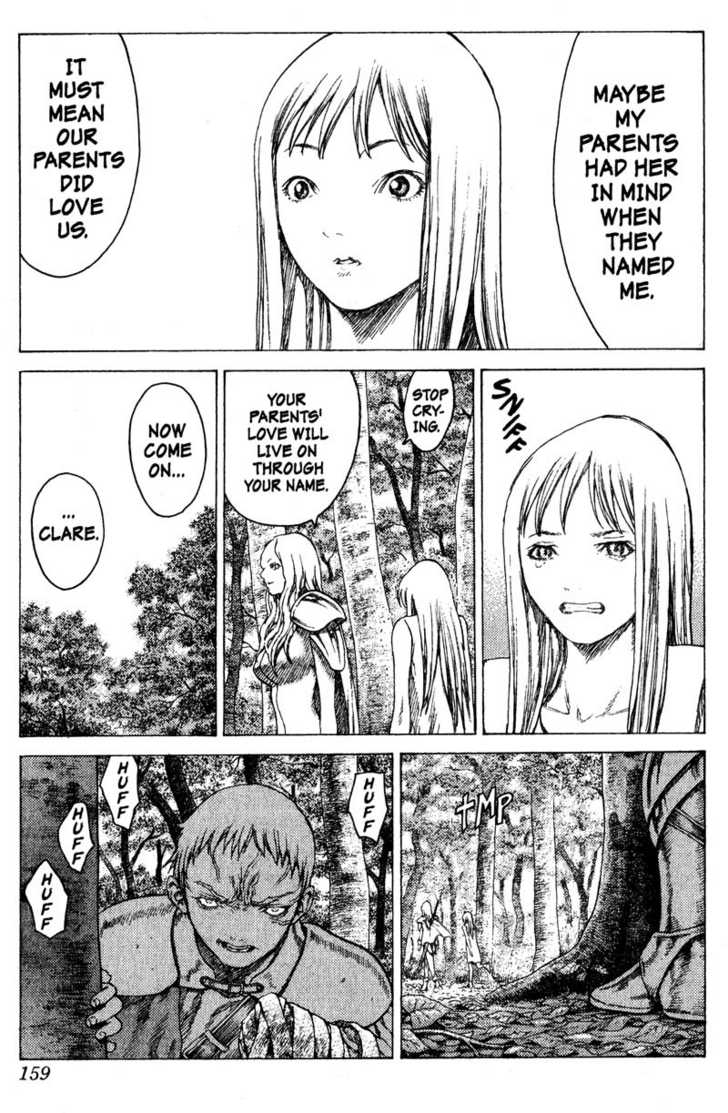 MAYBE
MY
PARENTS
HAD HER
IN MIND
WHEN
THEY
NAMED
ME.
IT
MUST
MEAN
OUR
PARENTS
DID
LOVE
US.
SNIFF
STOP
CRY-
ING.
YOUR
PARENTS'
LOVE WILL
LIVE ON
THROUGH
YOUR NAME.
NOW
COME
ON...
...
CLARE.
TMP
HUFF
HUFF
HUFF
HUFF
159